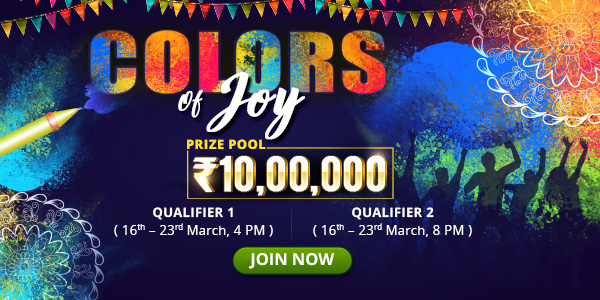 COLORS
of Joy
PRIZE POOL
₹10,00,000
QUALIFIER 1
( 16th – 23rd March, 4 PM )
QUALIFIER 2
( 16th – 23rd March, 8 PM )
JOIN NOW